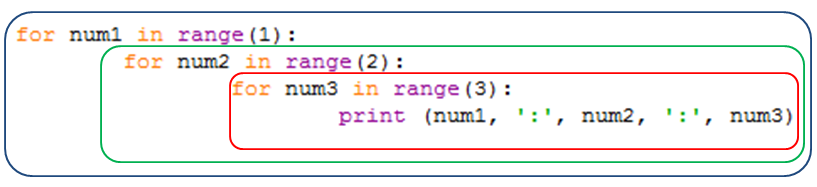 for num1 in range(1):
for num2 in range(2):
for num3 in range(3):
print (num1, ':', num2, ':', num3)